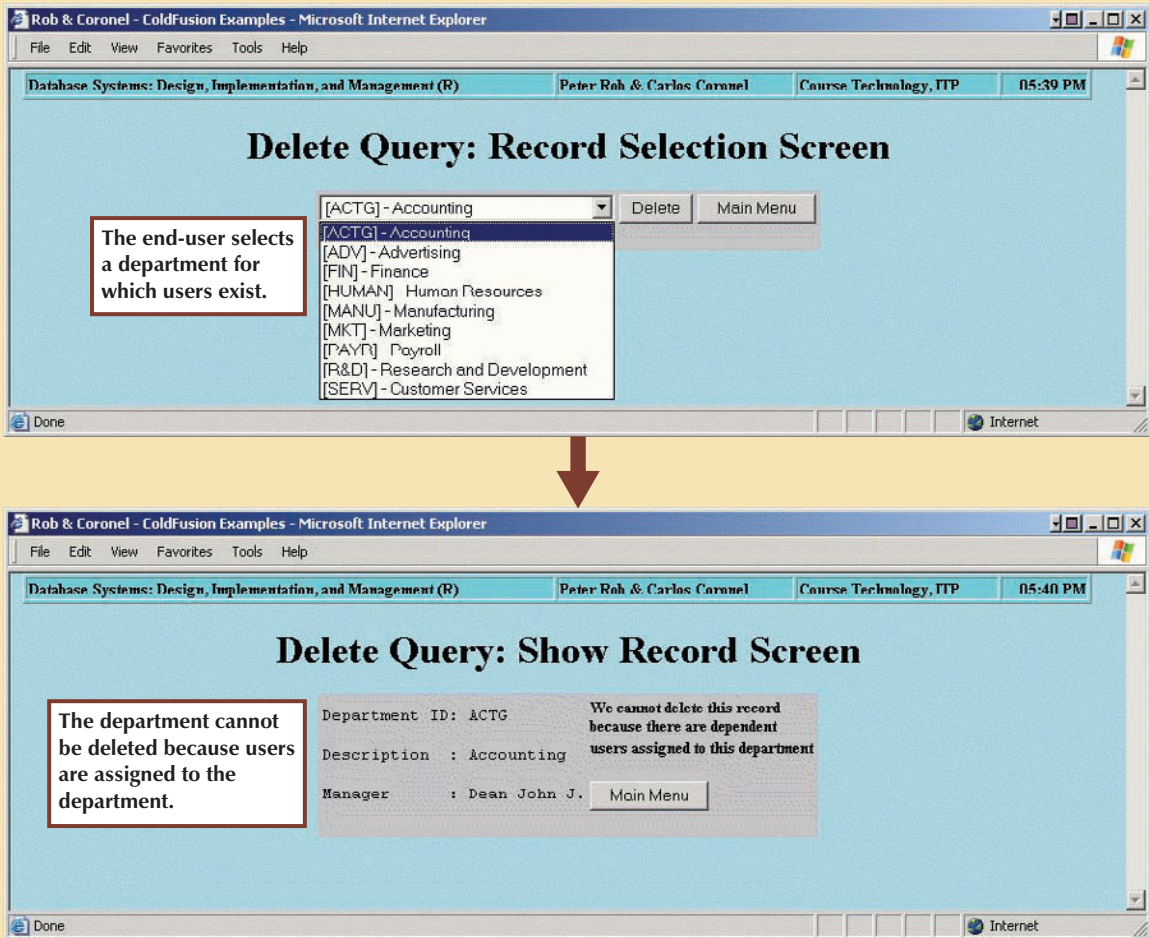 Rob & Coronel - ColdFusion Examples - Microsoft Internet Explorer
File Edit View Favorites Tools Help
Database Systems: Design, Implementation, and Management (R) Peter Rob & Carlos Coronel Course Technology, ITP 05:39 PM
Delete Query: Record Selection Screen
[ACTG] - Accounting Delete Main Menu
The end-user selects
a department for
which users exist.
[ACTG] - Accounting
[ADV] - Advertising
[FIN] - Finance
[HUMAN] Human Resources
[MANU] - Manufacturing
[MKT] - Marketing
[PAYR] Payroll
[R&D] - Research and Development
[SERV] - Customer Services
Done Internet
Rob & Coronel - ColdFusion Examples - Microsoft Internet Explorer
File Edit View Favorites Tools Help
Database Systems: Design, Implementation, and Management (R) Peter Rob & Carlos Coronel Course Technology, ITP 05:40 PM
Delete Query: Show Record Screen
The department cannot
be deleted because users
are assigned to the
department.
Department ID: ACTG
Description : Accounting
Manager : Dean John J.
We cannot delete this record
because there are dependent
users assigned to this department
Main Menu
Done Internet